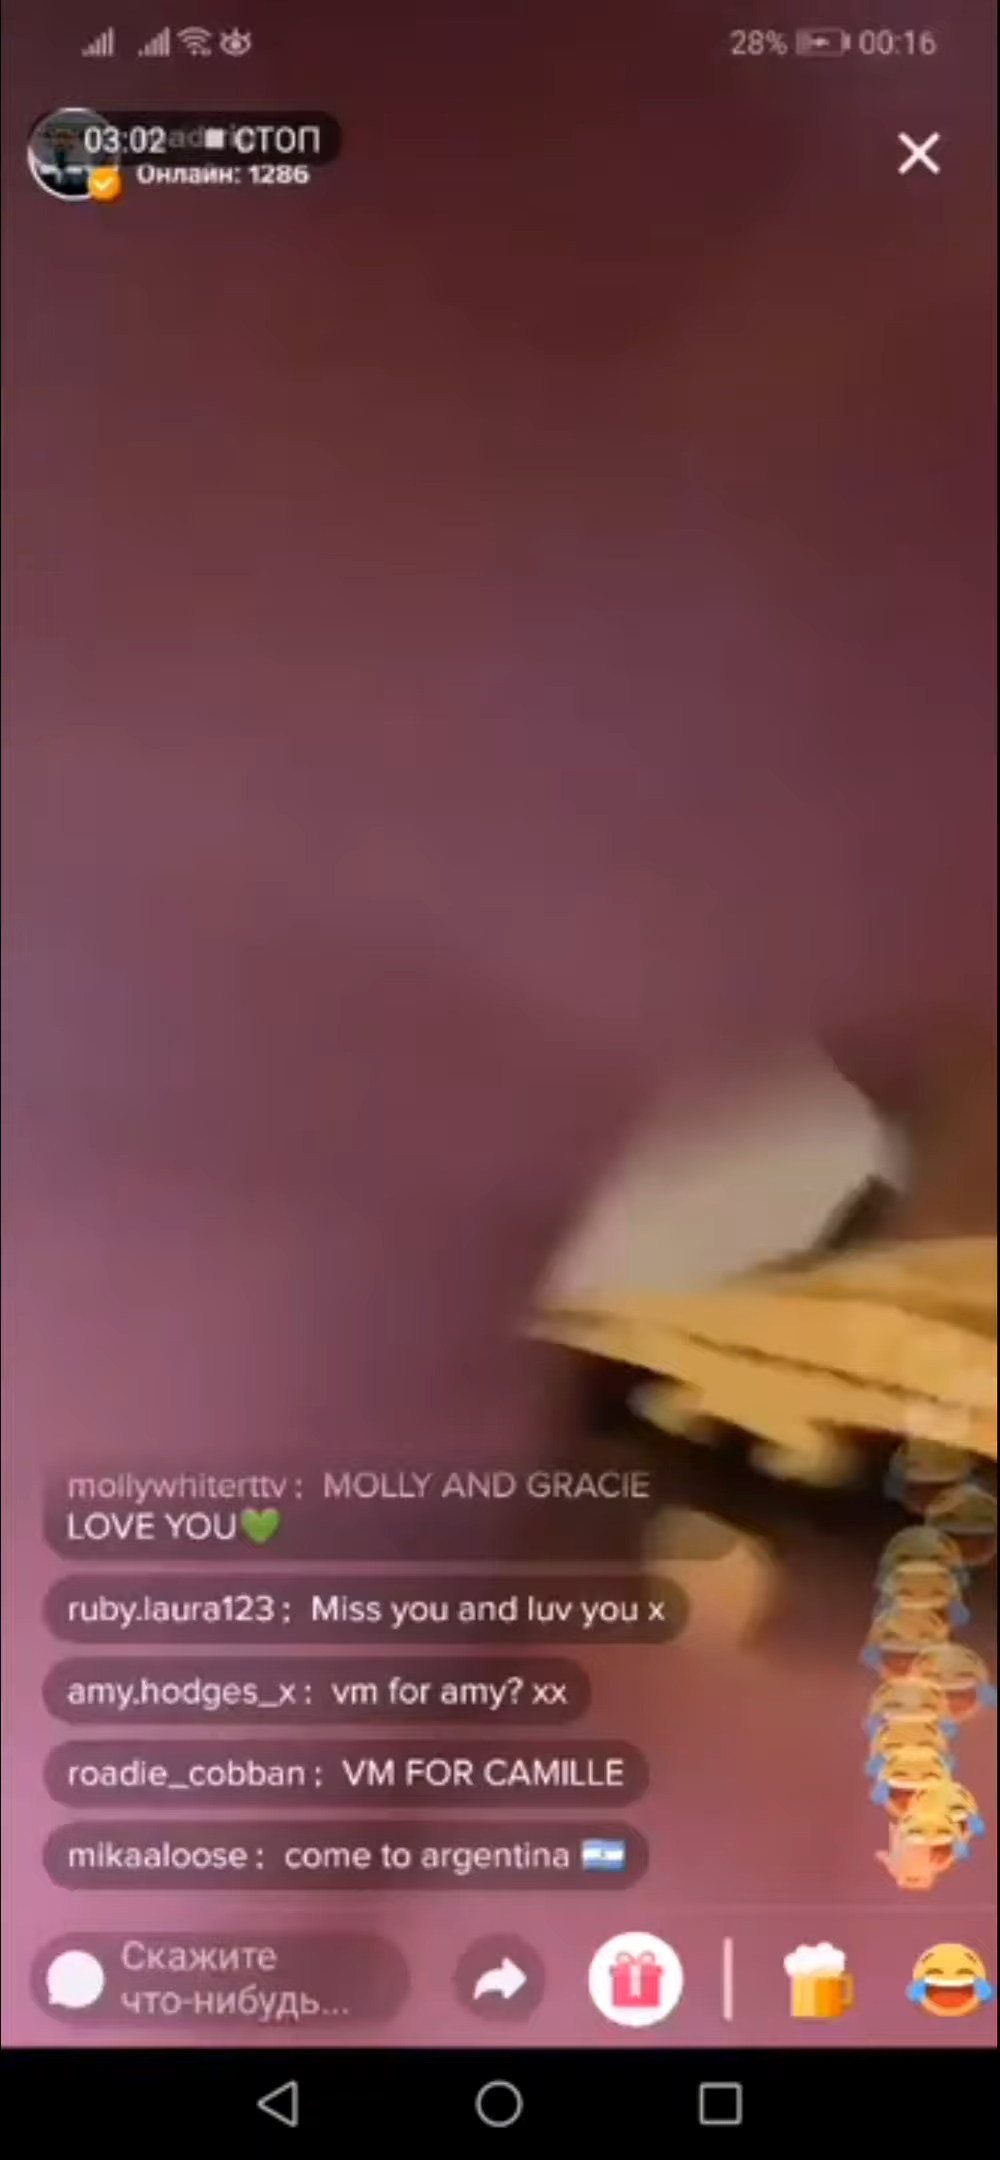 28% 00:16
03:02 СТОП
Онлайн: 1286
mollywhiterttv: MOLLY AND GRACIE
LOVE YOU💚
ruby.laura123: Miss you and luv you x
amy.hodges_x: vm for amy? xx
roadie_cobban: VM FOR CAMILLE
mikaaloose: come to argentina 🇦🇷
Скажите
что-нибудь...